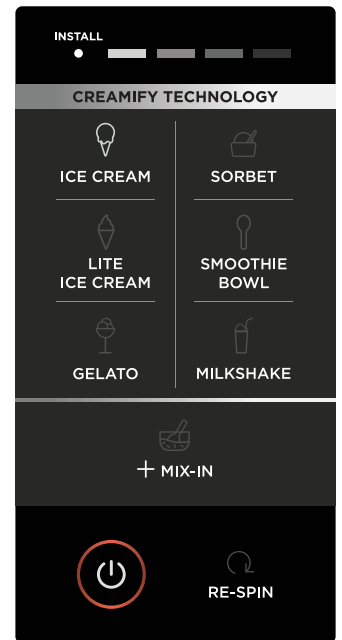 INSTALL
CREAMIFY TECHNOLOGY
ICE CREAM
SORBET
LITE
ICE CREAM
SMOOTHIE
BOWL
GELATO
MILKSHAKE
+ MIX-IN
RE-SPIN